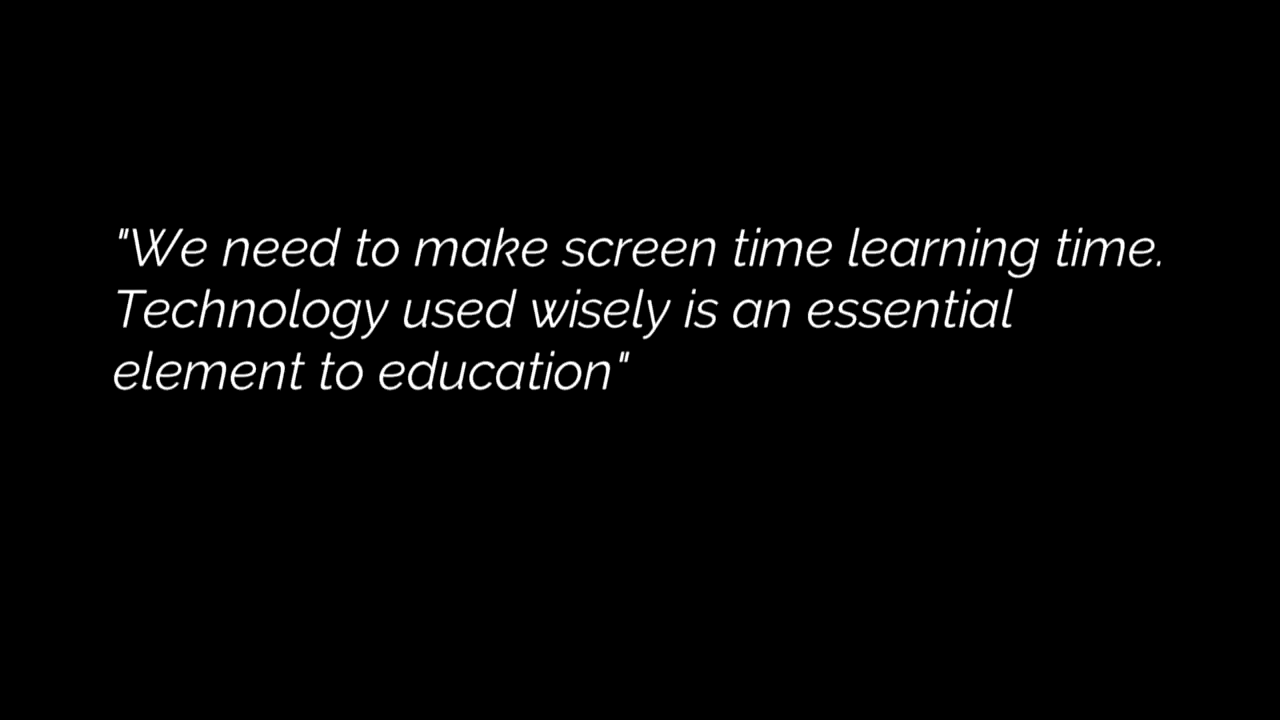 "We need to make screen time learning time.
Technology used wisely is an essential
element to education"